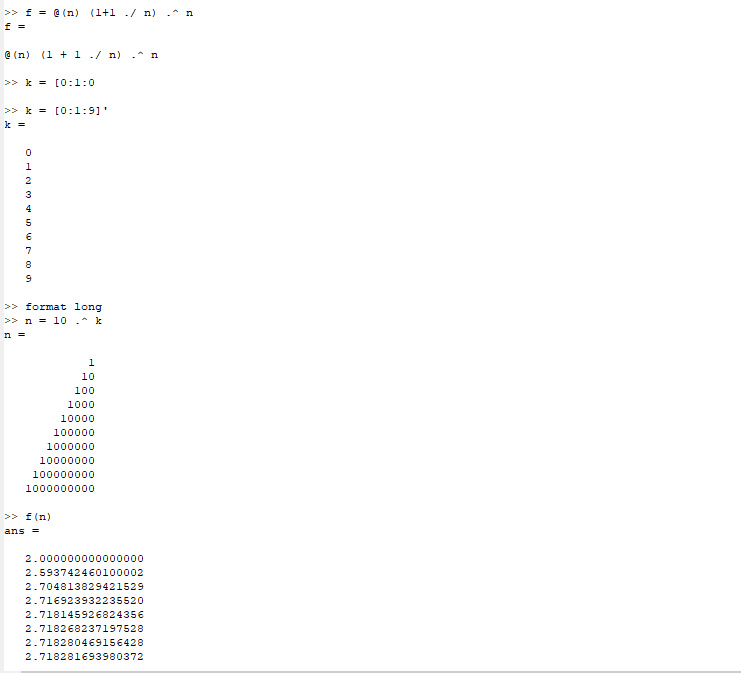 >> f = @(n) (1+1 ./ n) .^ n
f =
@(n) (1 + 1 ./ n) .^ n
>> k = [0:1:0
>> k = [0:1:9]'
k =
0
1
2
3
4
5
6
7
8
9
>> format long
>> n = 10 .^ k
n =
1
10
100
1000
10000
100000
1000000
10000000
100000000
1000000000
>> f(n)
ans =
2.000000000000000
2.593742460100002
2.704813829421529
2.716923932235520
2.718145926824356
2.718268237197528
2.718280469156428
2.718281693980372